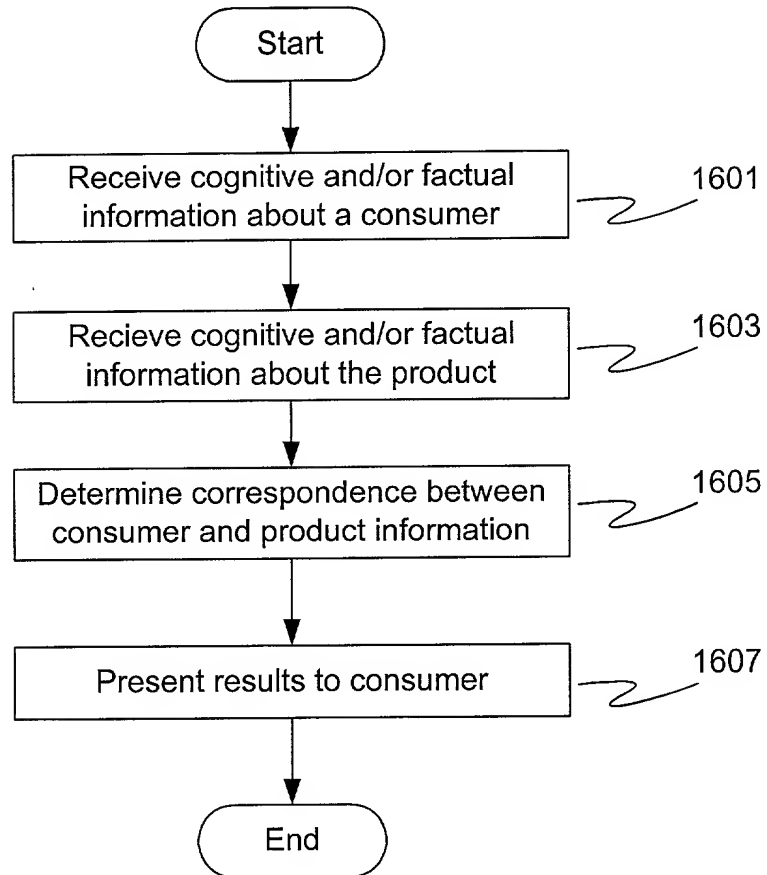 Start
Receive cognitive and/or factual
information about a consumer
1601
Recieve cognitive and/or factual
information about the product
1603
Determine correspondence between
consumer and product information
1605
Present results to consumer
1607
End